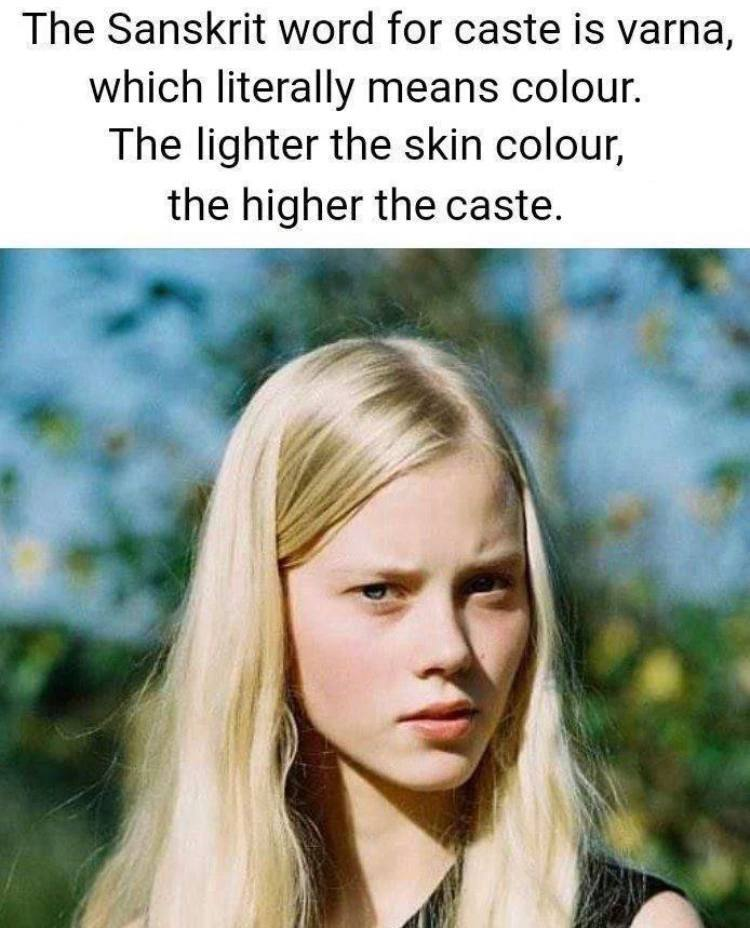 The Sanskrit word for caste is varna,
which literally means colour.
The lighter the skin colour,
the higher the caste.